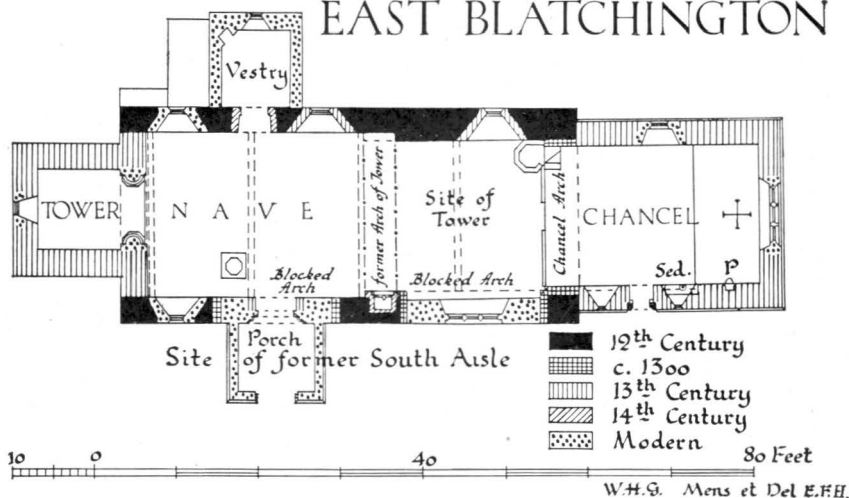 EAST BLATCHINGTON
Vestry
TOWER
NAVE
former Arch of Tower
Site of
Tower
Chancel Arch
CHANCEL
Blocked
Arch
Blocked Arch
Sed.
P
Porch
Site of former South Aisle
12th Century
c. 1300
13th Century
14th Century
Modern
10 0 40 80 Feet
W.H.G. Mens et Del E.F.H.